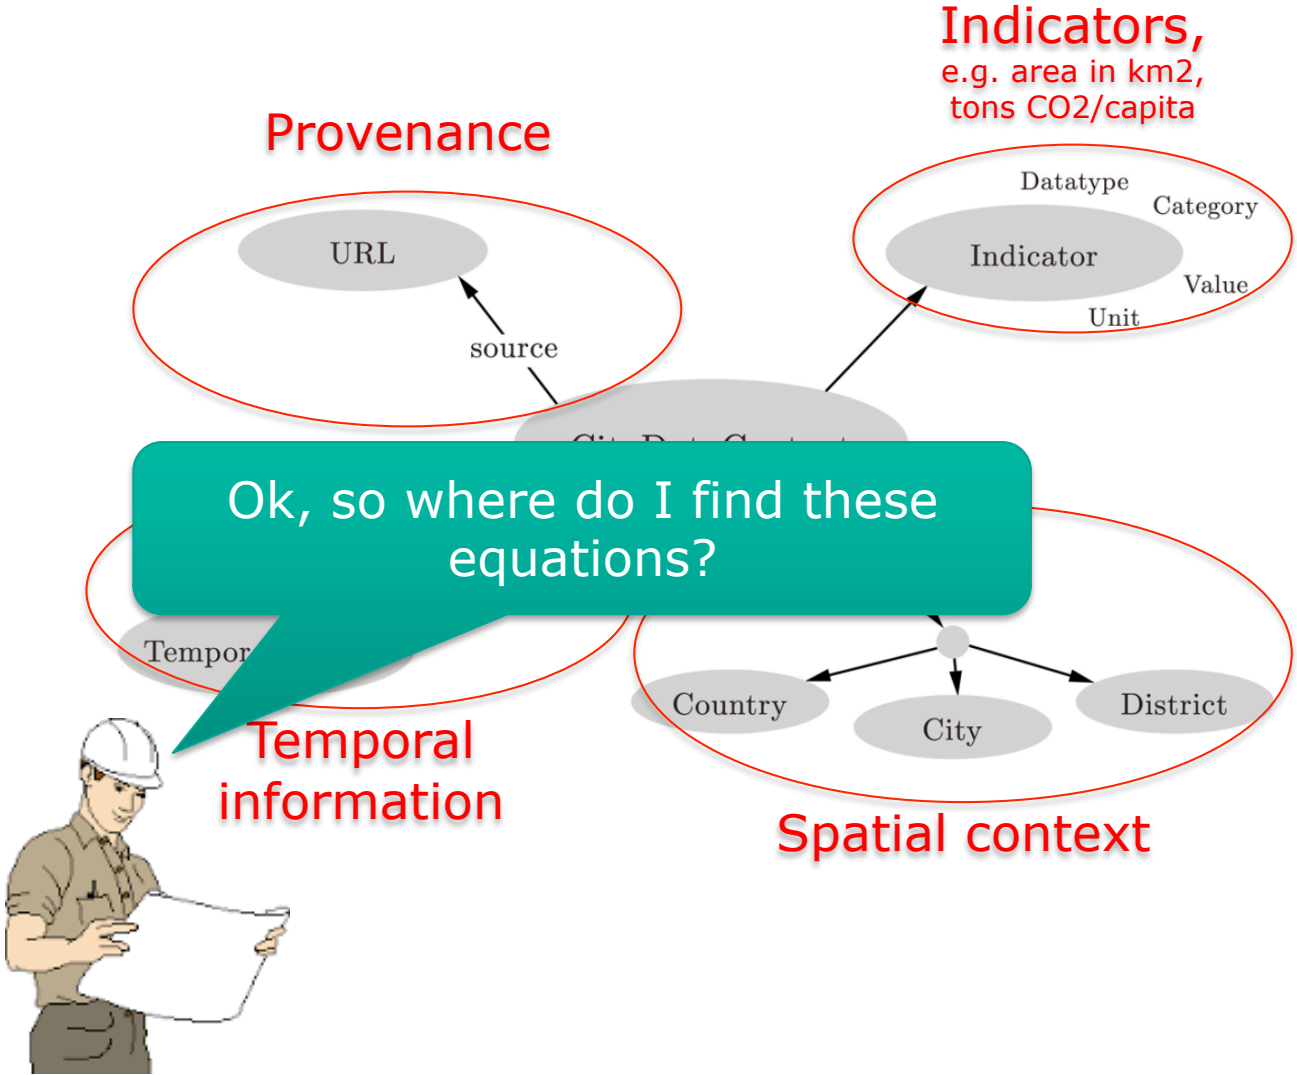 Indicators,
e.g. area in km2,
tons CO2/capita
Provenance
Datatype
Category
URL
Indicator
Value
Unit
source
Ok, so where do I find these
equations?
Country
City
District
Temporal
information
Spatial context